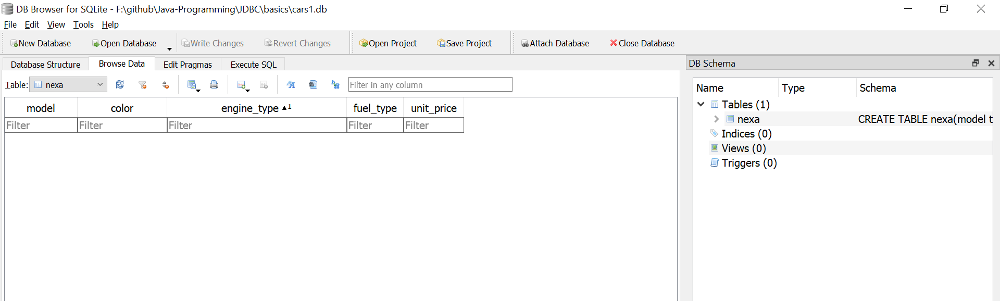 DB Browser for SQLite - F:\github\Java-Programming\JDBC\basics\cars1.db
File Edit View Tools Help
New Database Open Database Write Changes Revert Changes Open Project Save Project Attach Database Close Database
Database Structure Browse Data Edit Pragmas Execute SQL
DB Schema
Table: nexa Filter in any column
Name Type Schema
model color engine_type ▲1 fuel_type unit_price
Filter Filter Filter Filter Filter
Tables (1)
nexa CREATE TABLE nexa(model t
Indices (0)
Views (0)
Triggers (0)